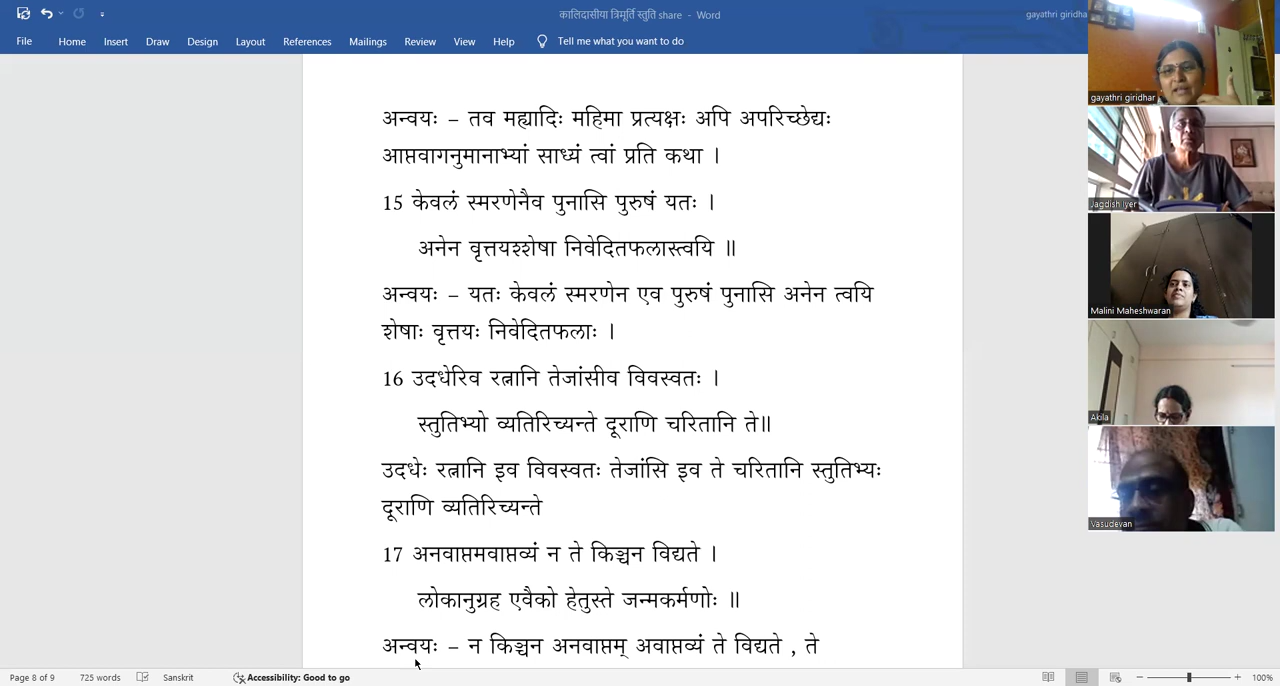 कालिदासीया त्रिमूर्ति स्तुति share - Word
gayathri giridha
File Home Insert Draw Design Layout References Mailings Review View Help Tell me what you want to do
अन्वयः – तव मह्यादिः महिमा प्रत्यक्षः अपि अपरिच्छेद्यः
आप्तवागनुमानाभ्यां साध्यं त्वां प्रति कथा ।
15 केवलं स्मरणेनैव पुनासि पुरुषं यतः ।
अनेन वृत्तयश्शेषा निवेदितफलास्त्वयि ॥
अन्वयः – यतः केवलं स्मरणेन एव पुरुषं पुनासि अनेन त्वयि
शेषाः वृत्तयः निवेदितफलाः ।
16 उदधेरिव रत्नानि तेजांसीव विवस्वतः ।
स्तुतिभ्यो व्यतिरिच्यन्ते दूराणि चरितानि ते॥
उदधेः रत्नानि इव विवस्वतः तेजांसि इव ते चरितानि स्तुतिभ्यः
दूराणि व्यतिरिच्यन्ते
17 अनवाप्तमवाप्तव्यं न ते किञ्चन विद्यते ।
लोकानुग्रह एवैको हेतुस्ते जन्मकर्मणोः ॥
अन्वयः – न किञ्चन अनवाप्तम् अवाप्तव्यं ते विद्यते , ते
gayathri giridhar
Jagdish Iyer
Malini Maheshwaran
Akila
Vasudevan
Page 8 of 9 725 words Sanskrit Accessibility: Good to go 100%